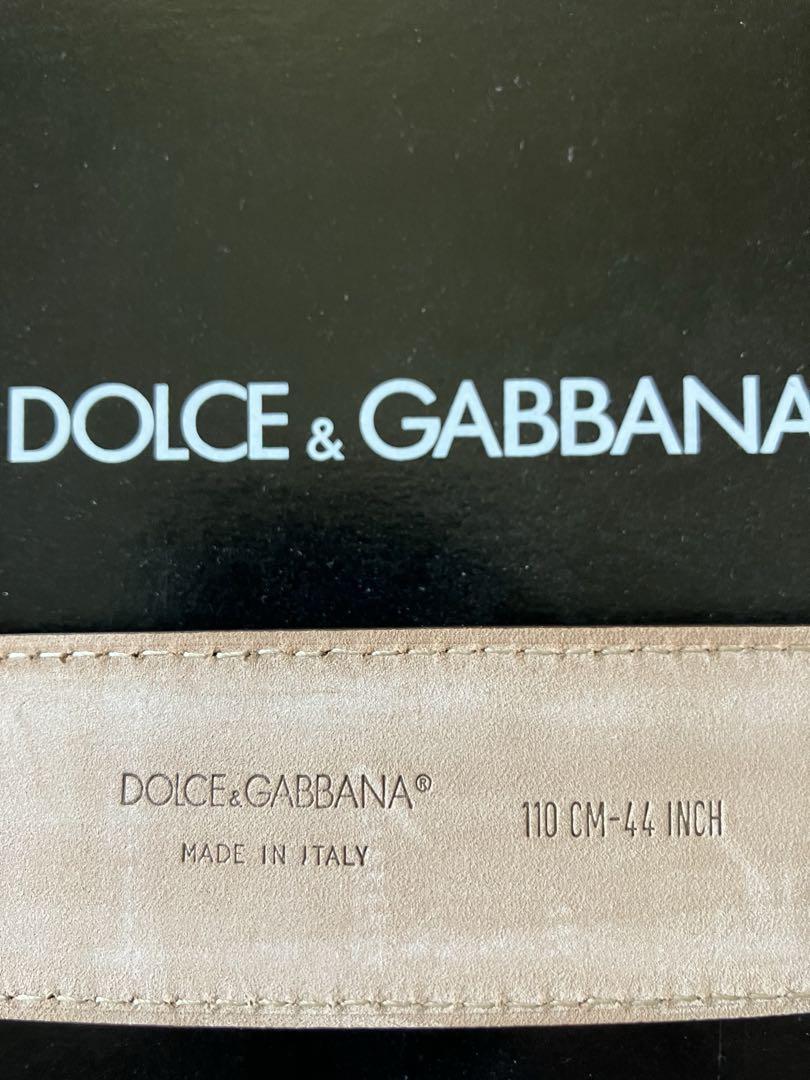 DOLCE & GABBANA
DOLCE&GABBANA®
MADE IN ITALY
110 CM-44 INCH